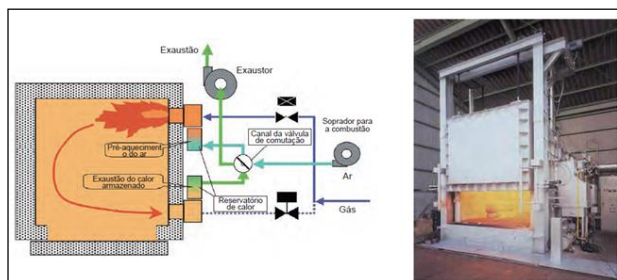 Exaustão
Exaustor
Soprador para
a combustão
Canal da válvula
de comutação
Pré-aqueciment
o do ar
Ar
Exaustão do calor
armazenado
Reservatório
de calor
Gás